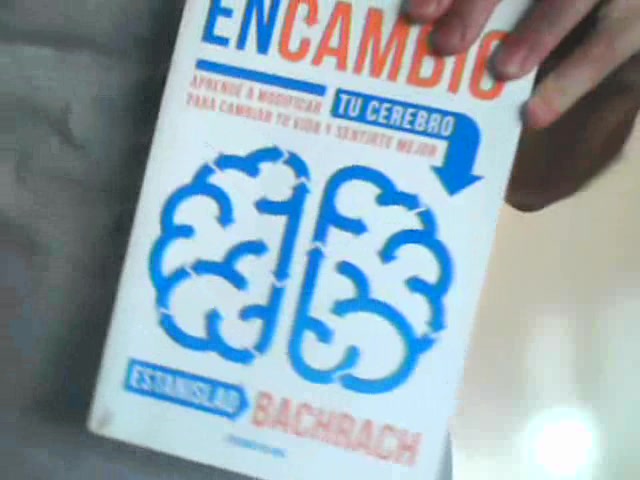 ENCAMBIO
APRENDÉ A MODIFICAR TU CEREBRO
PARA CAMBIAR TU VIDA Y SENTIRTE MEJOR
ESTANISLAO BACHRACH